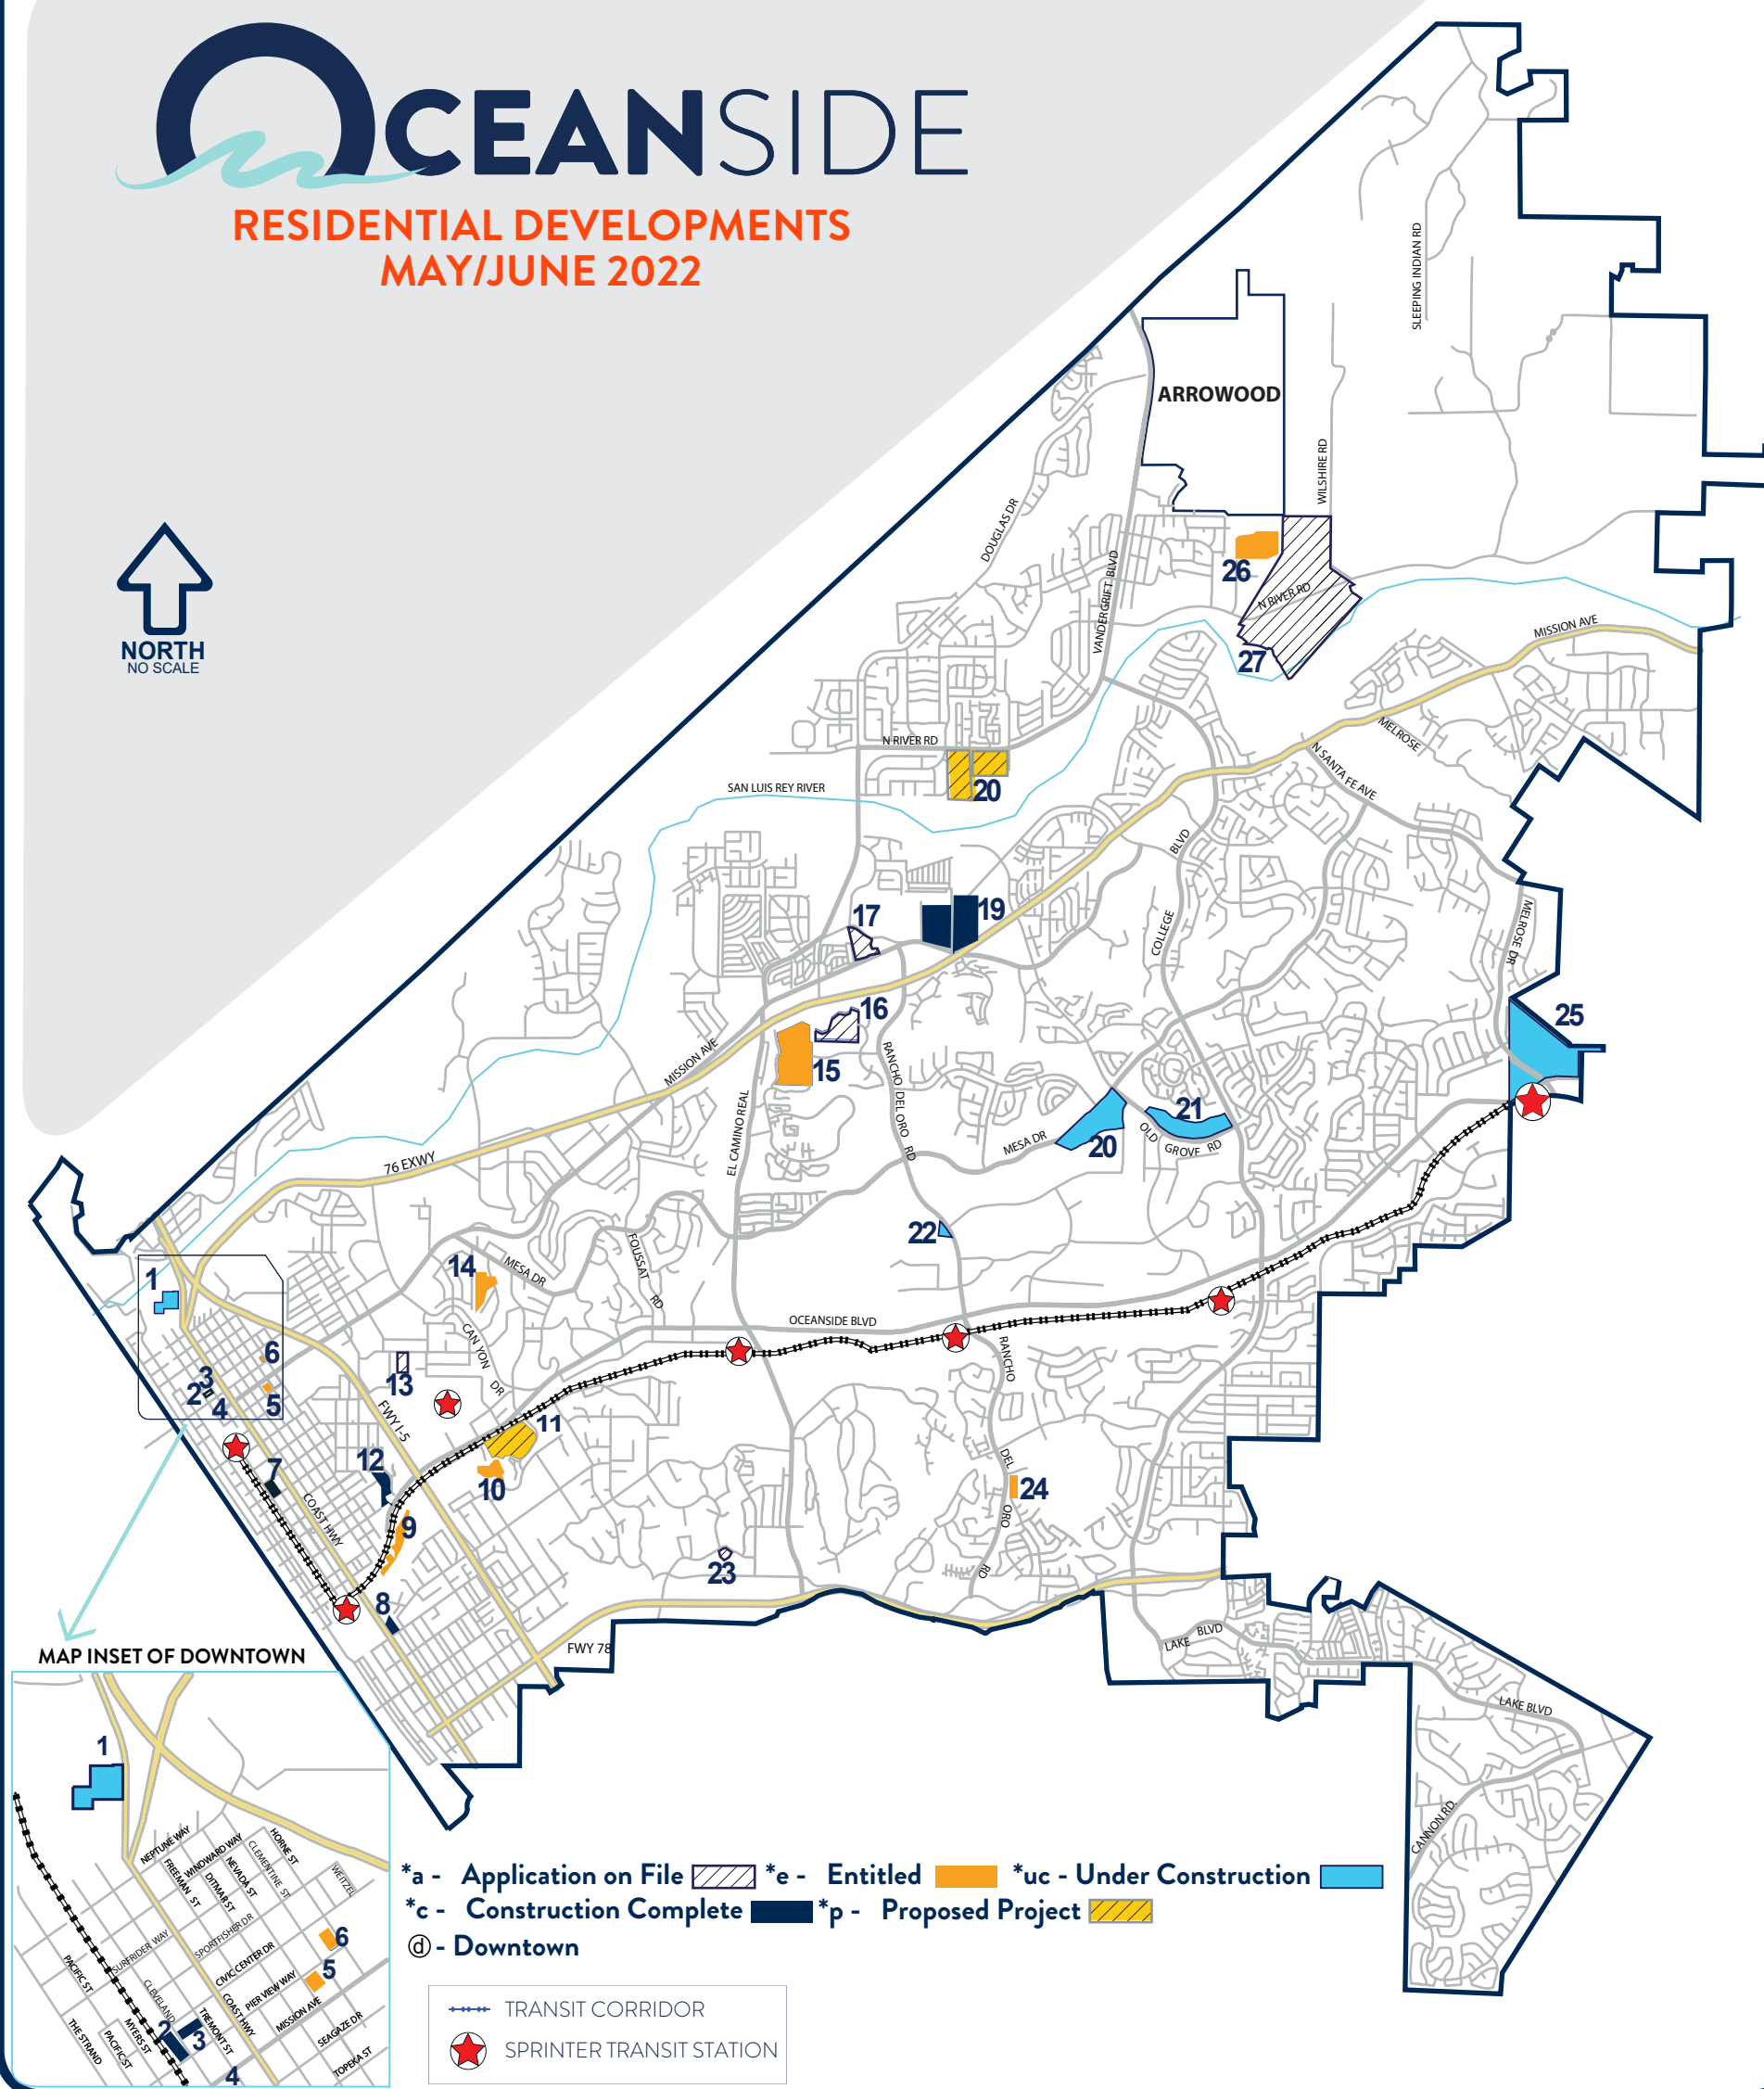 OCEANSIDE
RESIDENTIAL DEVELOPMENTS
MAY/JUNE 2022
NORTH
NO SCALE
SLEEPING INDIAN RD
ARROWOOD
WILSHIRE RD
DOUGLAS DR
VANDERGRIFT BLVD
26
N RIVER RD
27
MISSION AVE
MELROSE
N SANTA FE AVE
N RIVER RD
20
SAN LUIS REY RIVER
BLVD
COLLEGE
17
19
MELROSE DR
16
25
15
MISSION AVE
RANCHO DEL ORO RD
EL CAMINO REAL
MESA DR
20
21
OLD GROVE RD
76 EXWY
22
FOUSSAT RD
14
MESA DR
1
OCEANSIDE BLVD
CAN YON DR
RANCHO DEL ORO RD
6
3
2
4
5
13
FWY I-5
11
10
12
7
COAST HWY
9
24
23
8
FWY 78
LAKE BLVD
LAKE BLVD
CANNON RD.
MAP INSET OF DOWNTOWN
1
NEPTUNE WAY
WINDWARD WAY
HORNE ST
CLEMENTINE ST
NEVADA ST
DITMAR ST
FREEMAN ST
WEITZEL
SPORTFISHER DR
SURFRIDER WAY
CIVIC CENTER DR
6
5
PIER VIEW WAY
MISSION AVE
PACIFIC ST
CLEVELAND
COAST HWY
TREMONT ST
SEAGAZE DR
THE STRAND
PACIFIC ST
MYERS ST
2
3
4
TOPEKA ST
*a - Application on File *e - Entitled *uc - Under Construction
*c - Construction Complete *p - Proposed Project
d - Downtown
TRANSIT CORRIDOR
SPRINTER TRANSIT STATION